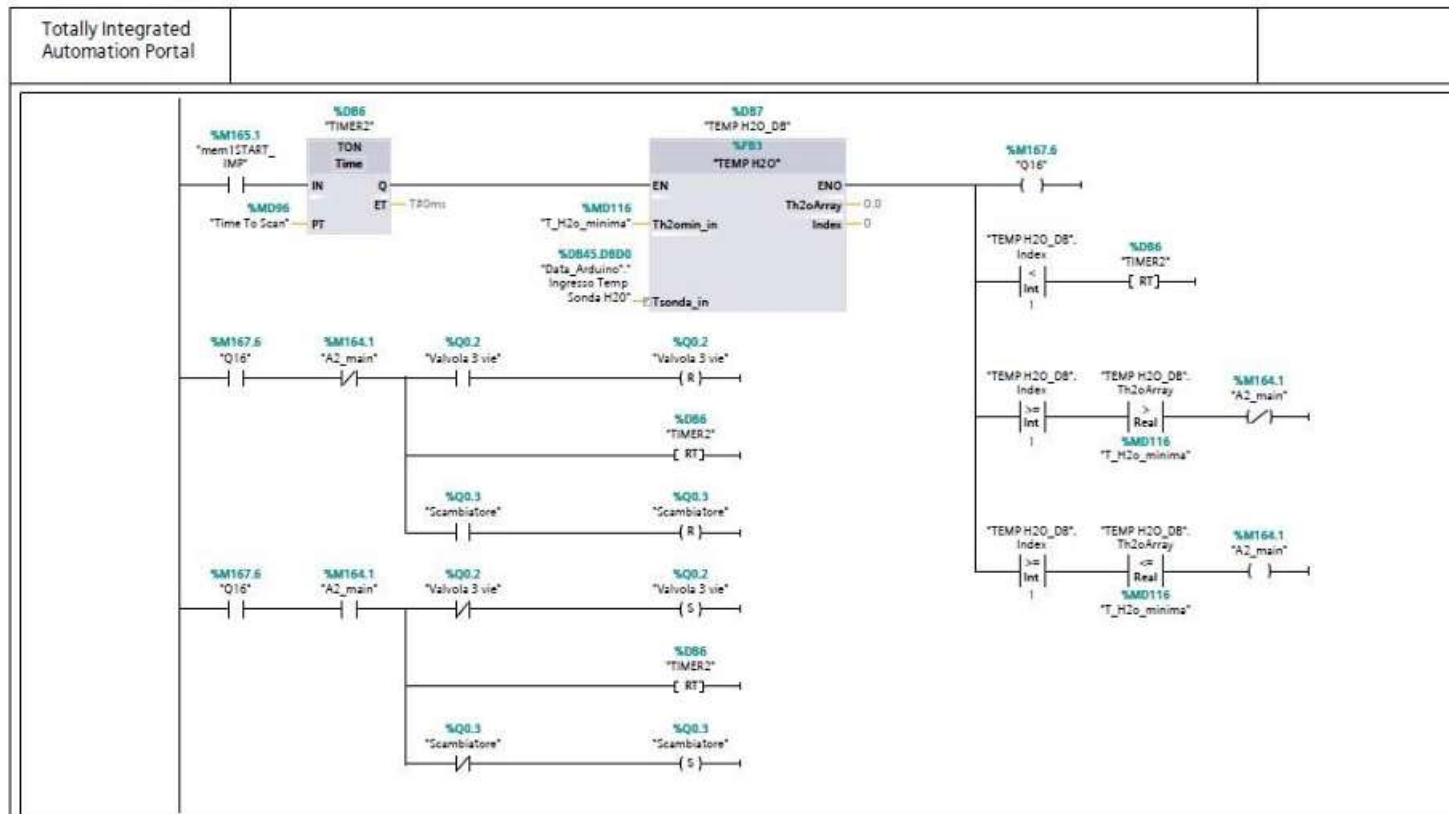 Totally Integrated
Automation Portal
%DB6
"TIMER2"
%M165.1
"mem1START_
IMP"
TON
Time
IN
Q
ET
T#0ms
%MD96
"Time To Scan"
PT
%DB7
"TEMP H2O_DB"
%FB3
"TEMP H2O"
EN
ENO
%MD116
"T_H2o_minima"
Th2omin_in
Th2oArray
0.0
Index
0
%DB45.DBD0
"Data_Arduino"."
Ingresso Temp
Sonda H20"
Tsonda_in
%M167.6
"Q16"
( )
"TEMP H2O_DB".
Index
<
Int
1
%DB6
"TIMER2"
[ RT ]
"TEMP H2O_DB".
Index
>=
Int
1
"TEMP H2O_DB".
Th2oArray
>
Real
%MD116
"T_H2o_minima"
%M164.1
"A2_main"
(/)
"TEMP H2O_DB".
Index
>=
Int
1
"TEMP H2O_DB".
Th2oArray
<=
Real
%MD116
"T_H2o_minima"
%M164.1
"A2_main"
( )
%M167.6
"Q16"
%M164.1
"A2_main"
%Q0.2
"Valvola 3 vie"
%Q0.2
"Valvola 3 vie"
( R )
%DB6
"TIMER2"
[ RT ]
%Q0.3
"Scambiatore"
%Q0.3
"Scambiatore"
( R )
%M167.6
"Q16"
%M164.1
"A2_main"
%Q0.2
"Valvola 3 vie"
%Q0.2
"Valvola 3 vie"
( S )
%DB6
"TIMER2"
[ RT ]
%Q0.3
"Scambiatore"
%Q0.3
"Scambiatore"
( S )